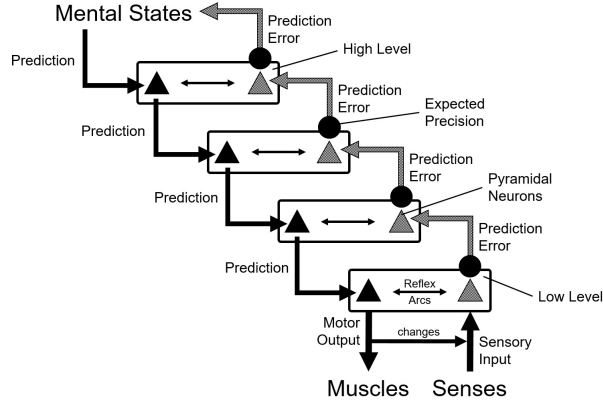 Mental States
Prediction
Error
Prediction
High Level
Prediction
Error
Expected
Precision
Prediction
Prediction
Error
Pyramidal
Neurons
Prediction
Prediction
Error
Prediction
Reflex
Arcs
Low Level
Motor
Output
changes
Sensory
Input
Muscles
Senses